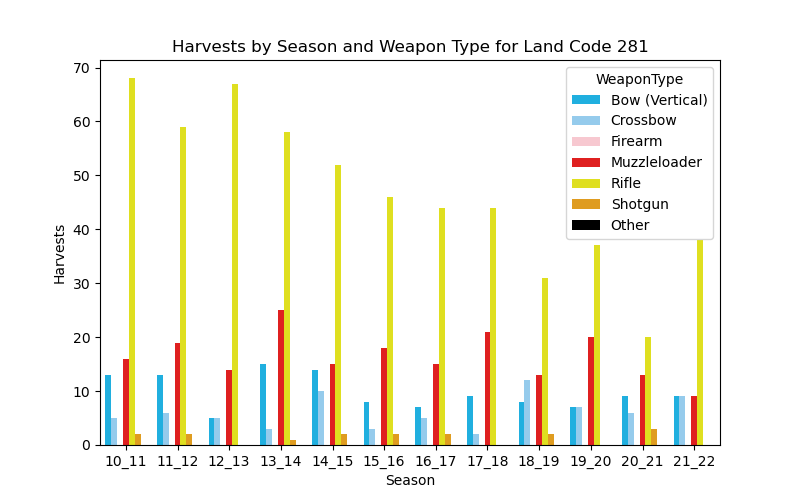 Harvests by Season and Weapon Type for Land Code 281
70
60
50
40
30
20
10
0
Harvests
WeaponType
Bow (Vertical)
Crossbow
Firearm
Muzzleloader
Rifle
Shotgun
Other
10_11 11_12 12_13 13_14 14_15 15_16 16_17 17_18 18_19 19_20 20_21 21_22
Season